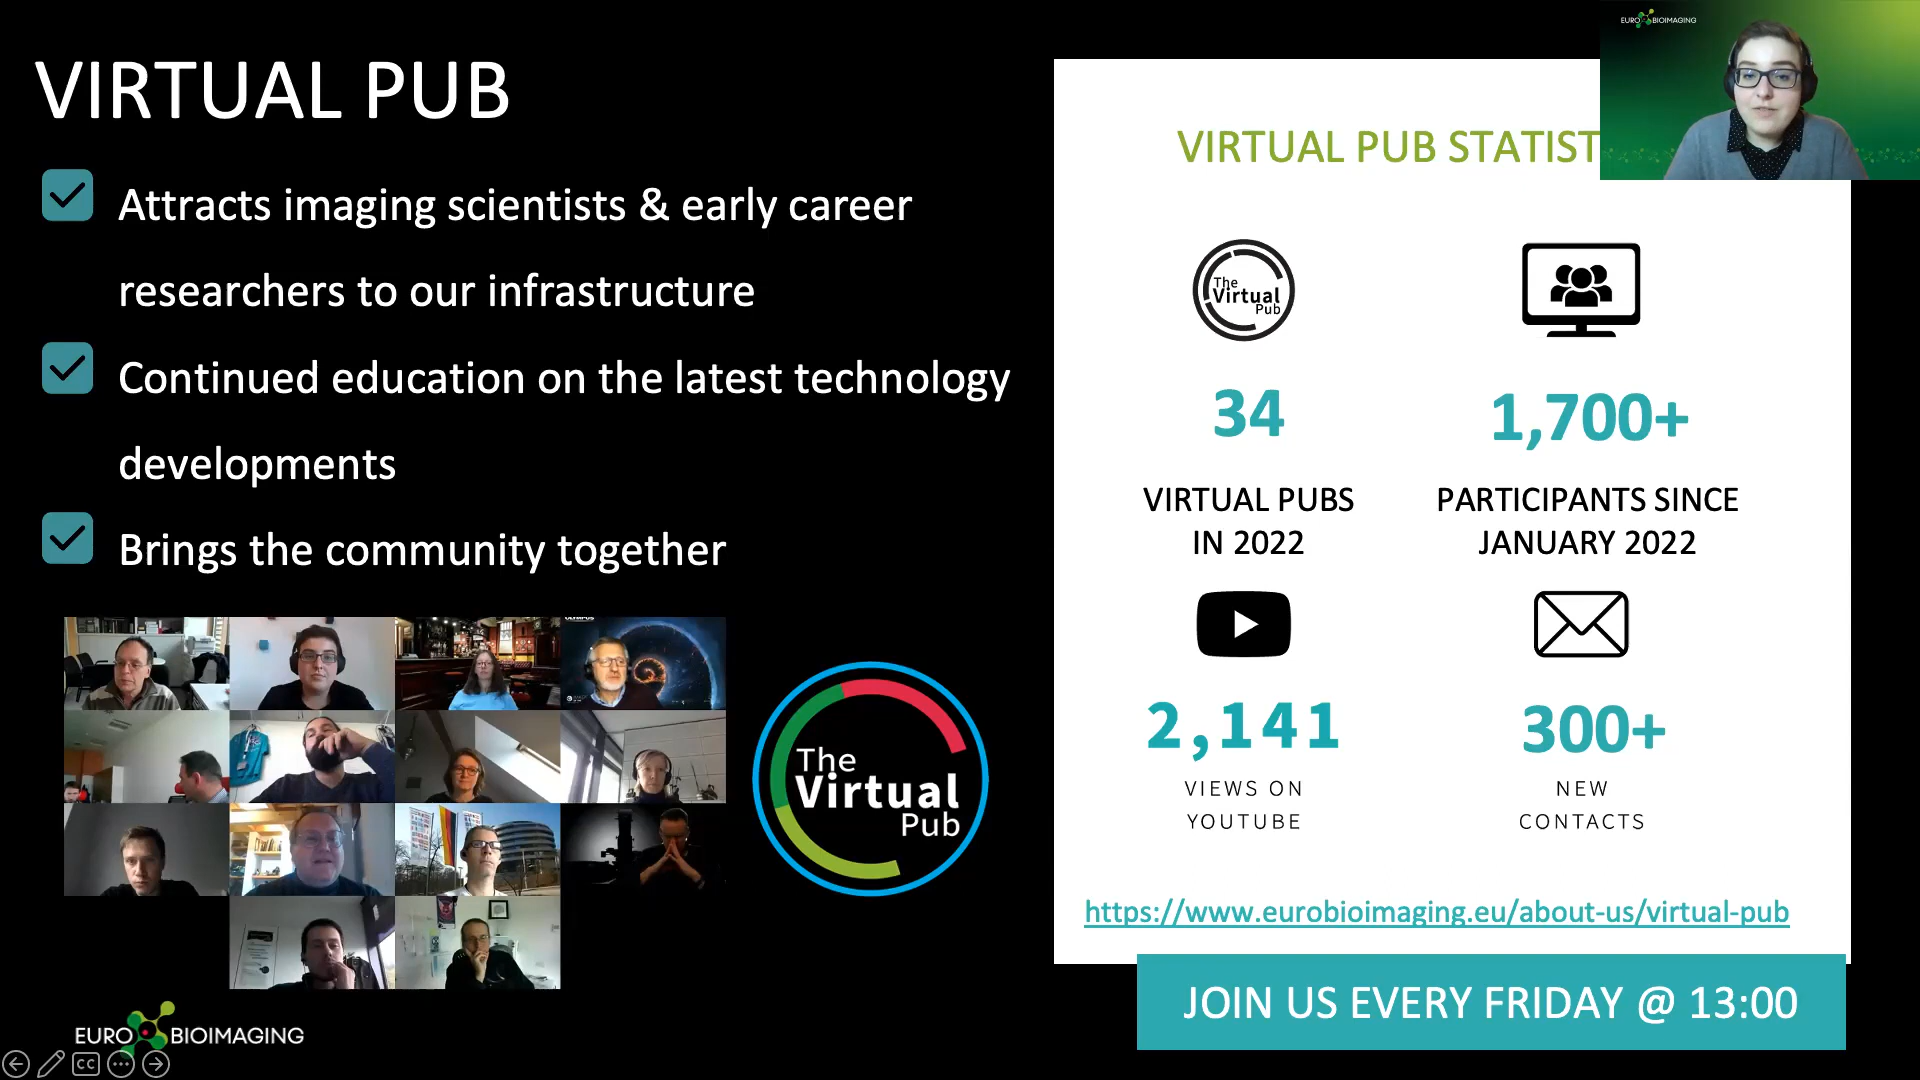 VIRTUAL PUB
Attracts imaging scientists & early career
researchers to our infrastructure
Continued education on the latest technology
developments
Brings the community together
The
Virtual
Pub
EURO BIOIMAGING
CC
EURO BIOIMAGING
VIRTUAL PUB STATIST
The
Virtual
Pub
34
VIRTUAL PUBS
IN 2022
1,700+
PARTICIPANTS SINCE
JANUARY 2022
2,141
VIEWS ON
YOUTUBE
300+
NEW
CONTACTS
https://www.eurobioimaging.eu/about-us/virtual-pub
JOIN US EVERY FRIDAY @ 13:00